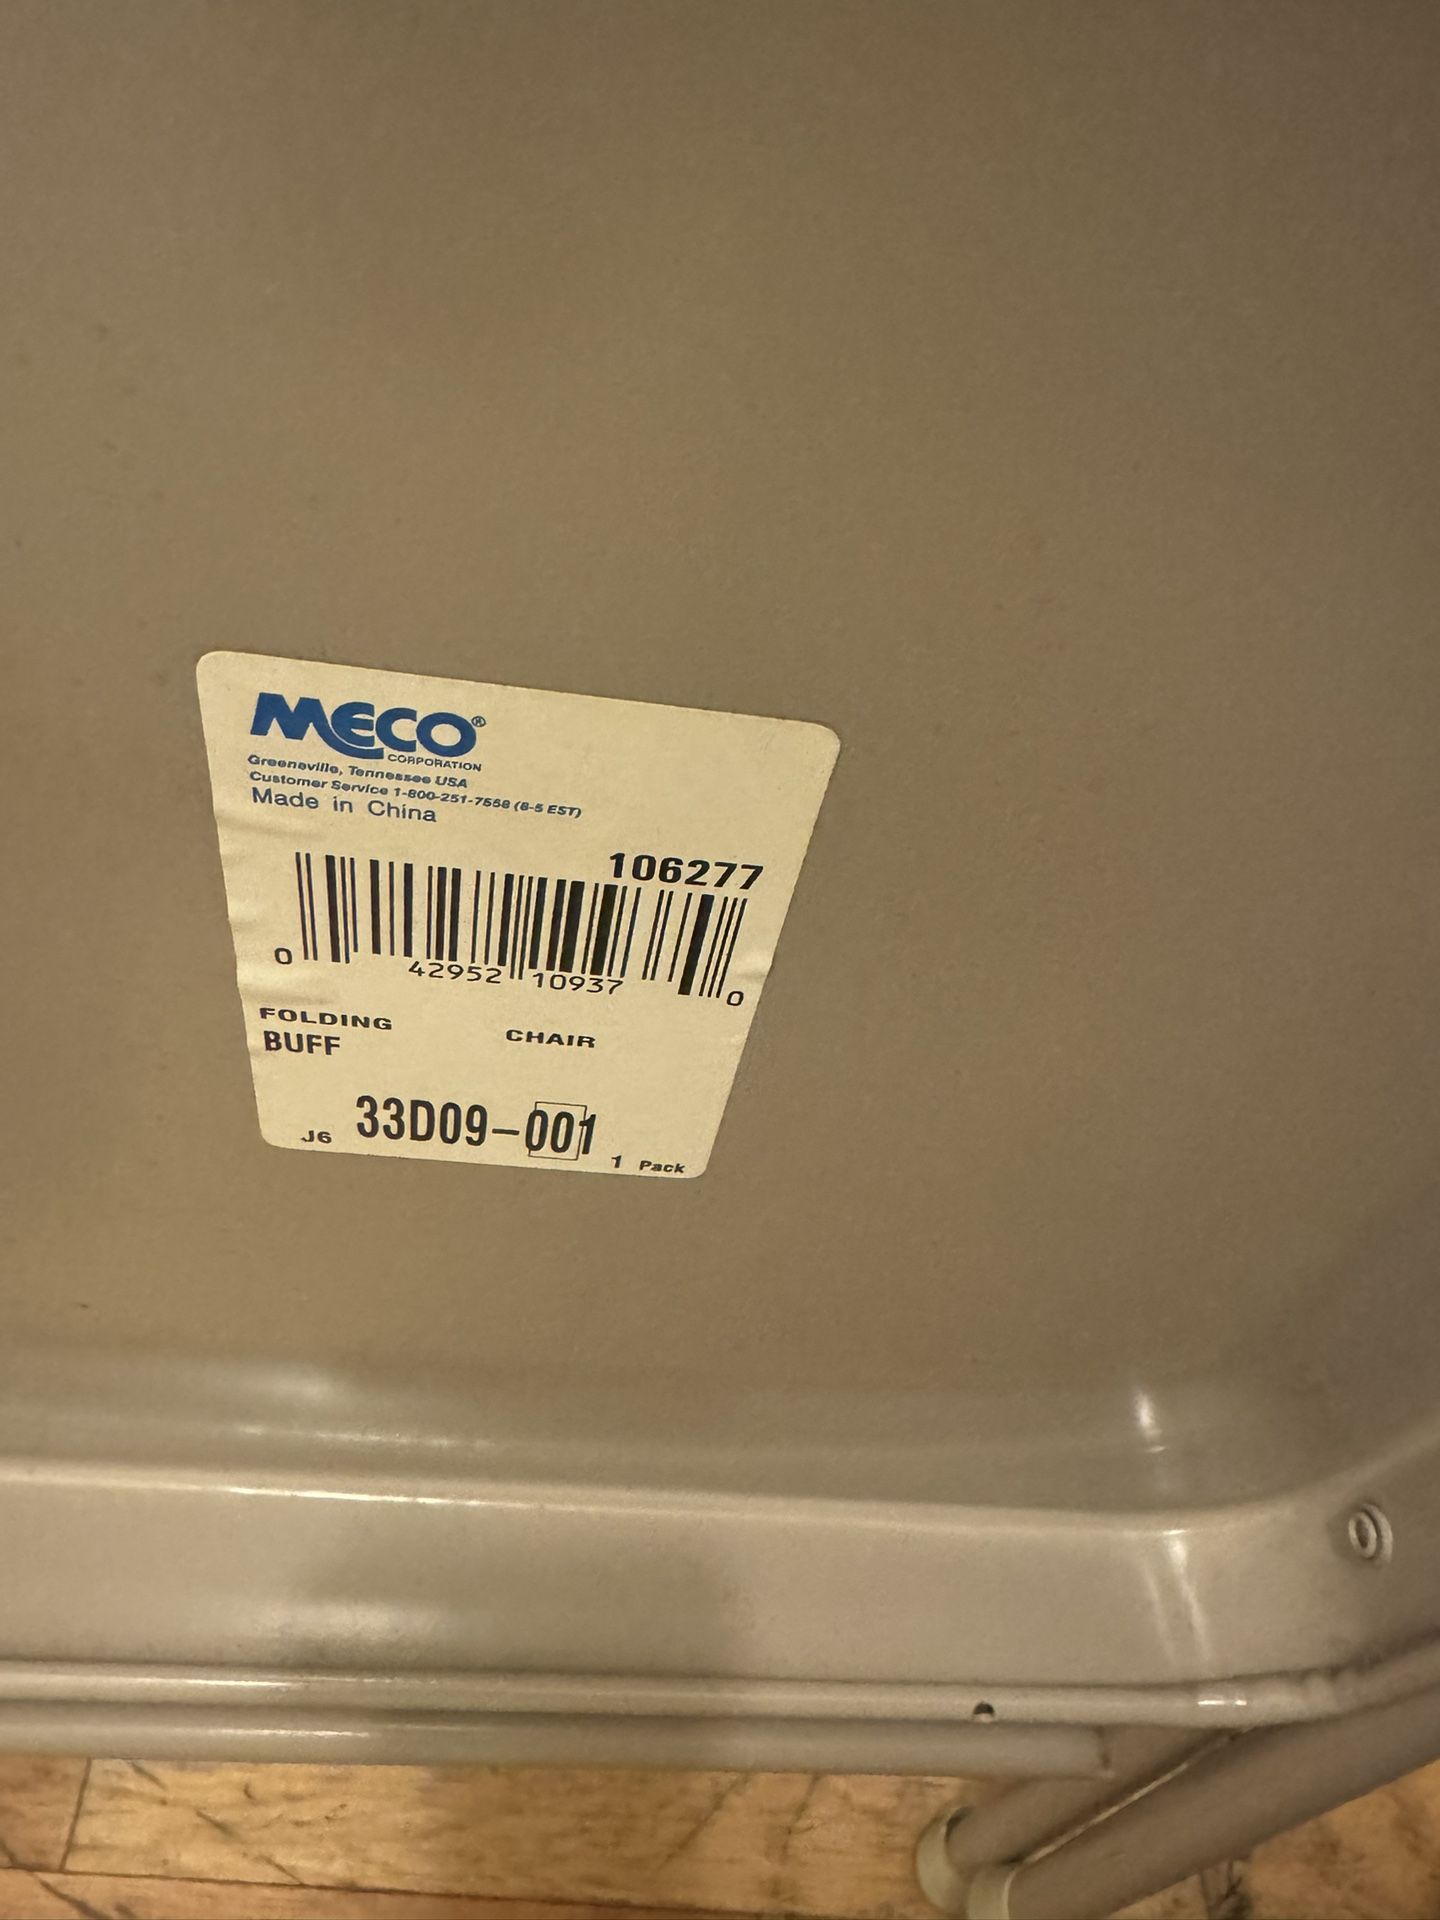 MECO®
CORPORATION
Greeneville, Tennessee USA
Customer Service 1-800-251-7558 (8-5 EST)
Made in China
106277
0 42952 10937 0
FOLDING CHAIR
BUFF
J6 33D09-001 1 Pack